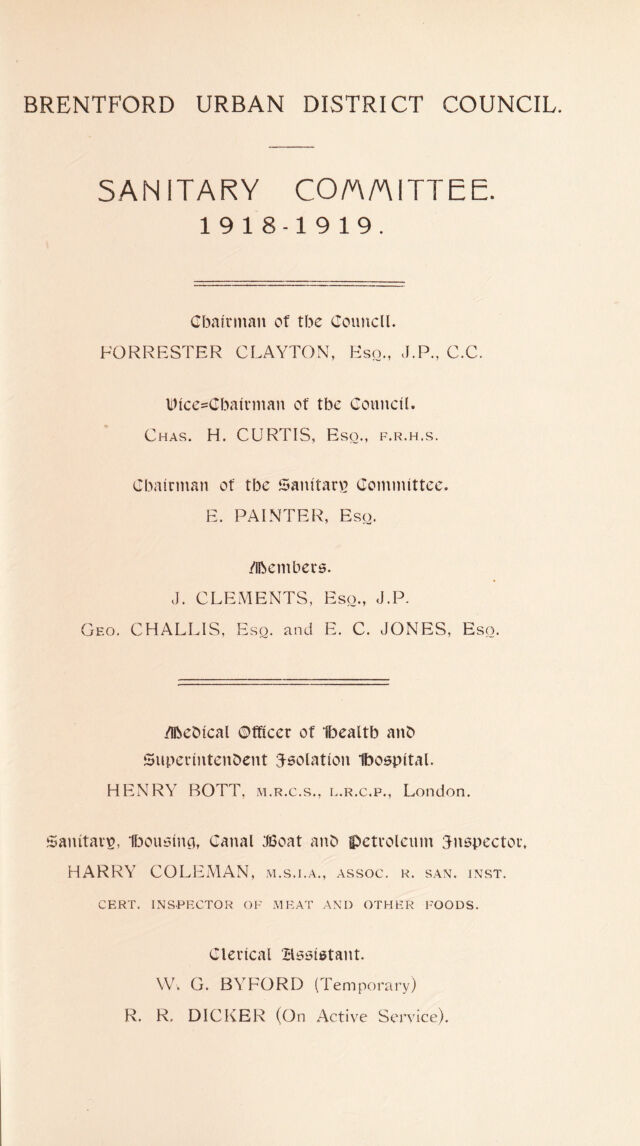 BRENTFORD URBAN DISTRICT COUNCIL.
SANITARY COMMITTEE.
1918-1919.
Chairman of the Council.
FORRESTER CLAYTON, Esq., J.P., C.C.
Vice=Chairman of the Council.
Chas. H. CURTIS, Esq., F.R.H.S.
Chairman of the Sanitary Committee.
E. PAINTER, Esq.
Members.
J. CLEMENTS, Esq., J.P.
Geo. CHALLIS, Esq. and E. C. JONES, Esq.
Medical Officer of Health and
Superintendent Isolation Hospital.
HENRY BOTT, M.R.C.S., L.R.C.P., London.
Sanitary, Housing, Canal Boat and Petroleum Inspector,
HARRY COLEMAN, M.S.I.A., ASSOC. R. SAN. INST.
CERT. INSPECTOR OF MEAT AND OTHER FOODS.
Clerical Assistant.
W. G. BYFORD (Temporary)
R. R. DICKER (On Active Service).